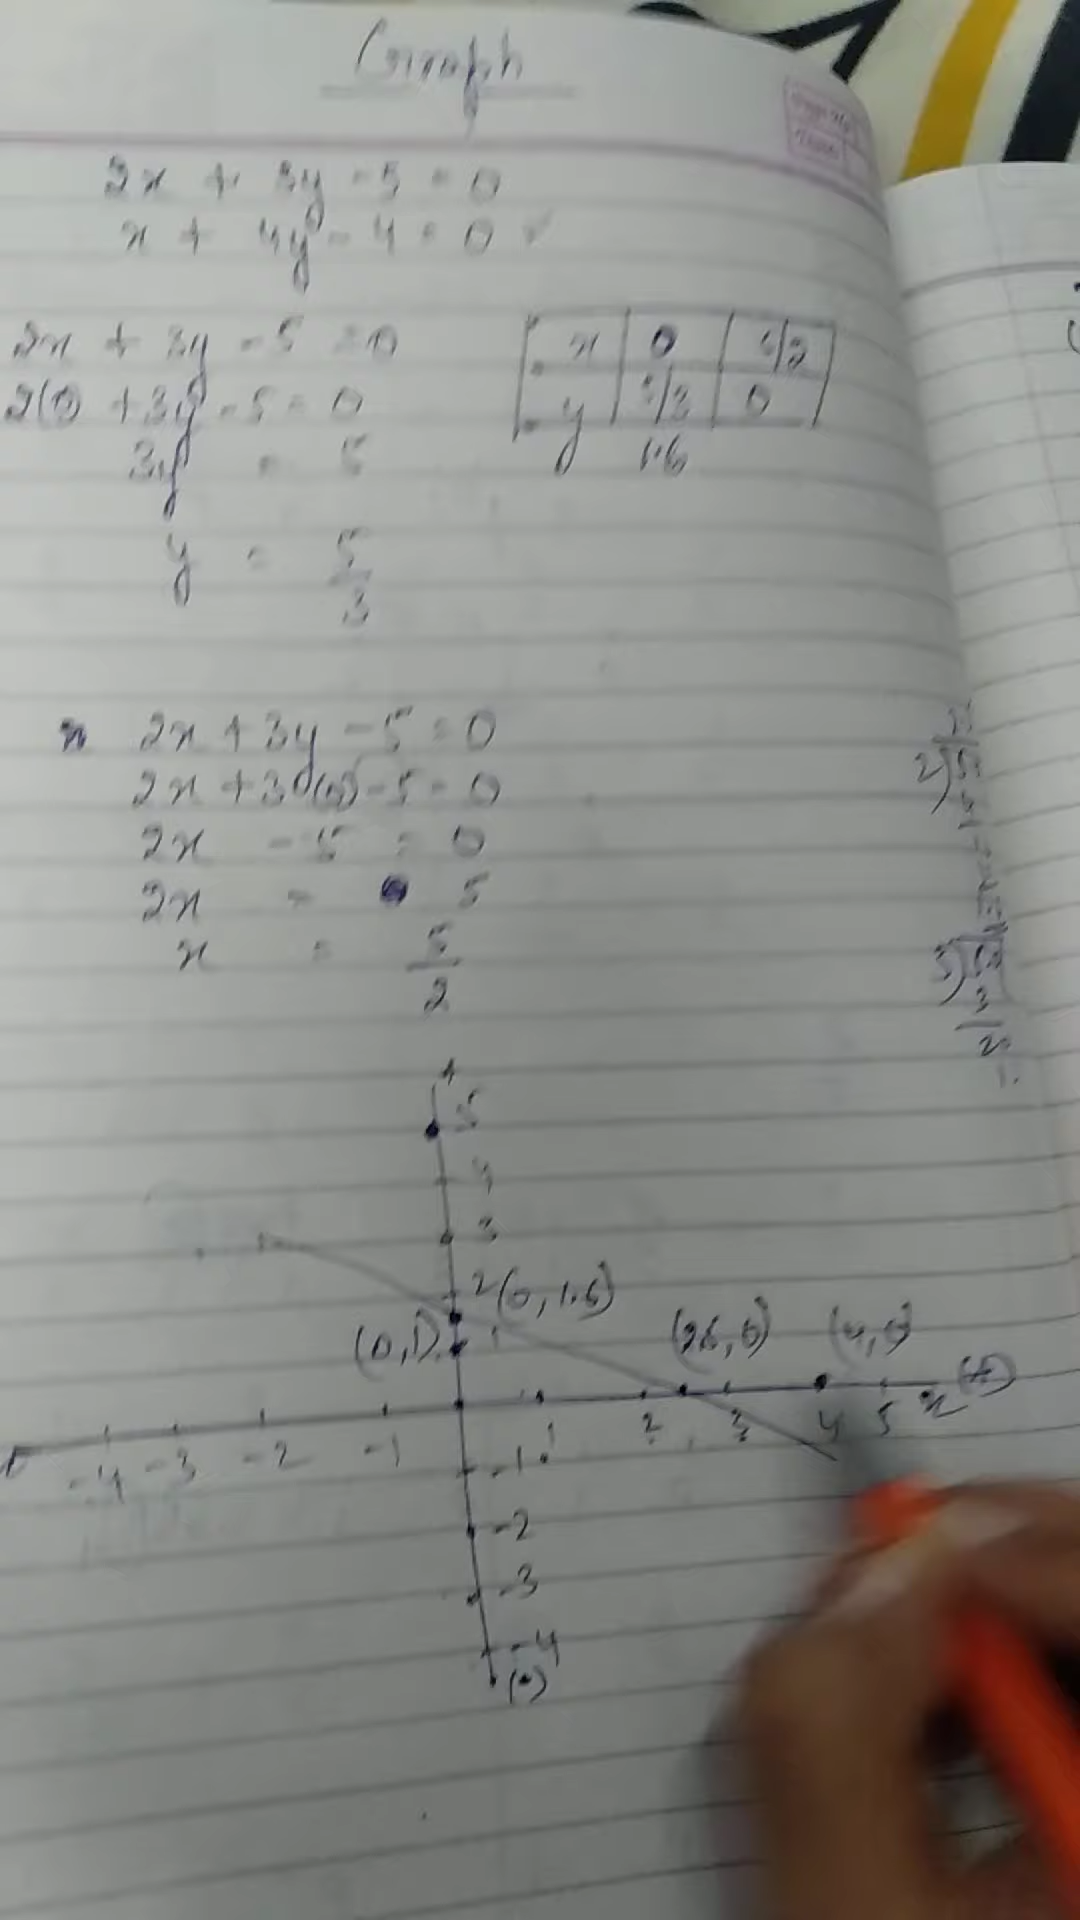 Graph
2x + 3y - 5 = 0
x + 4y - 4 = 0
2x + 3y - 5 = 0
2(0) + 3y - 5 = 0
3y = 5
y = 5/3
x 0 5/2
y 5/3 0
1.6
2x + 3y - 5 = 0
2x + 3(0) - 5 = 0
2x - 5 = 0
2x = 5
x = 5/2
5
4
3
2 (0, 1.6)
(0, 1) 1
(2.5, 0) (4, 0)
x (+)
-4 -3 -2 -1 1 2 3 4 5
-1
-2
-3
-4
(-)